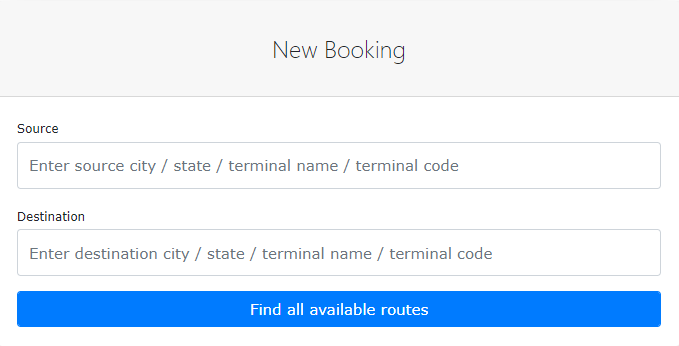 New Booking
Source
Enter source city / state / terminal name / terminal code
Destination
Enter destination city / state / terminal name / terminal code
Find all available routes